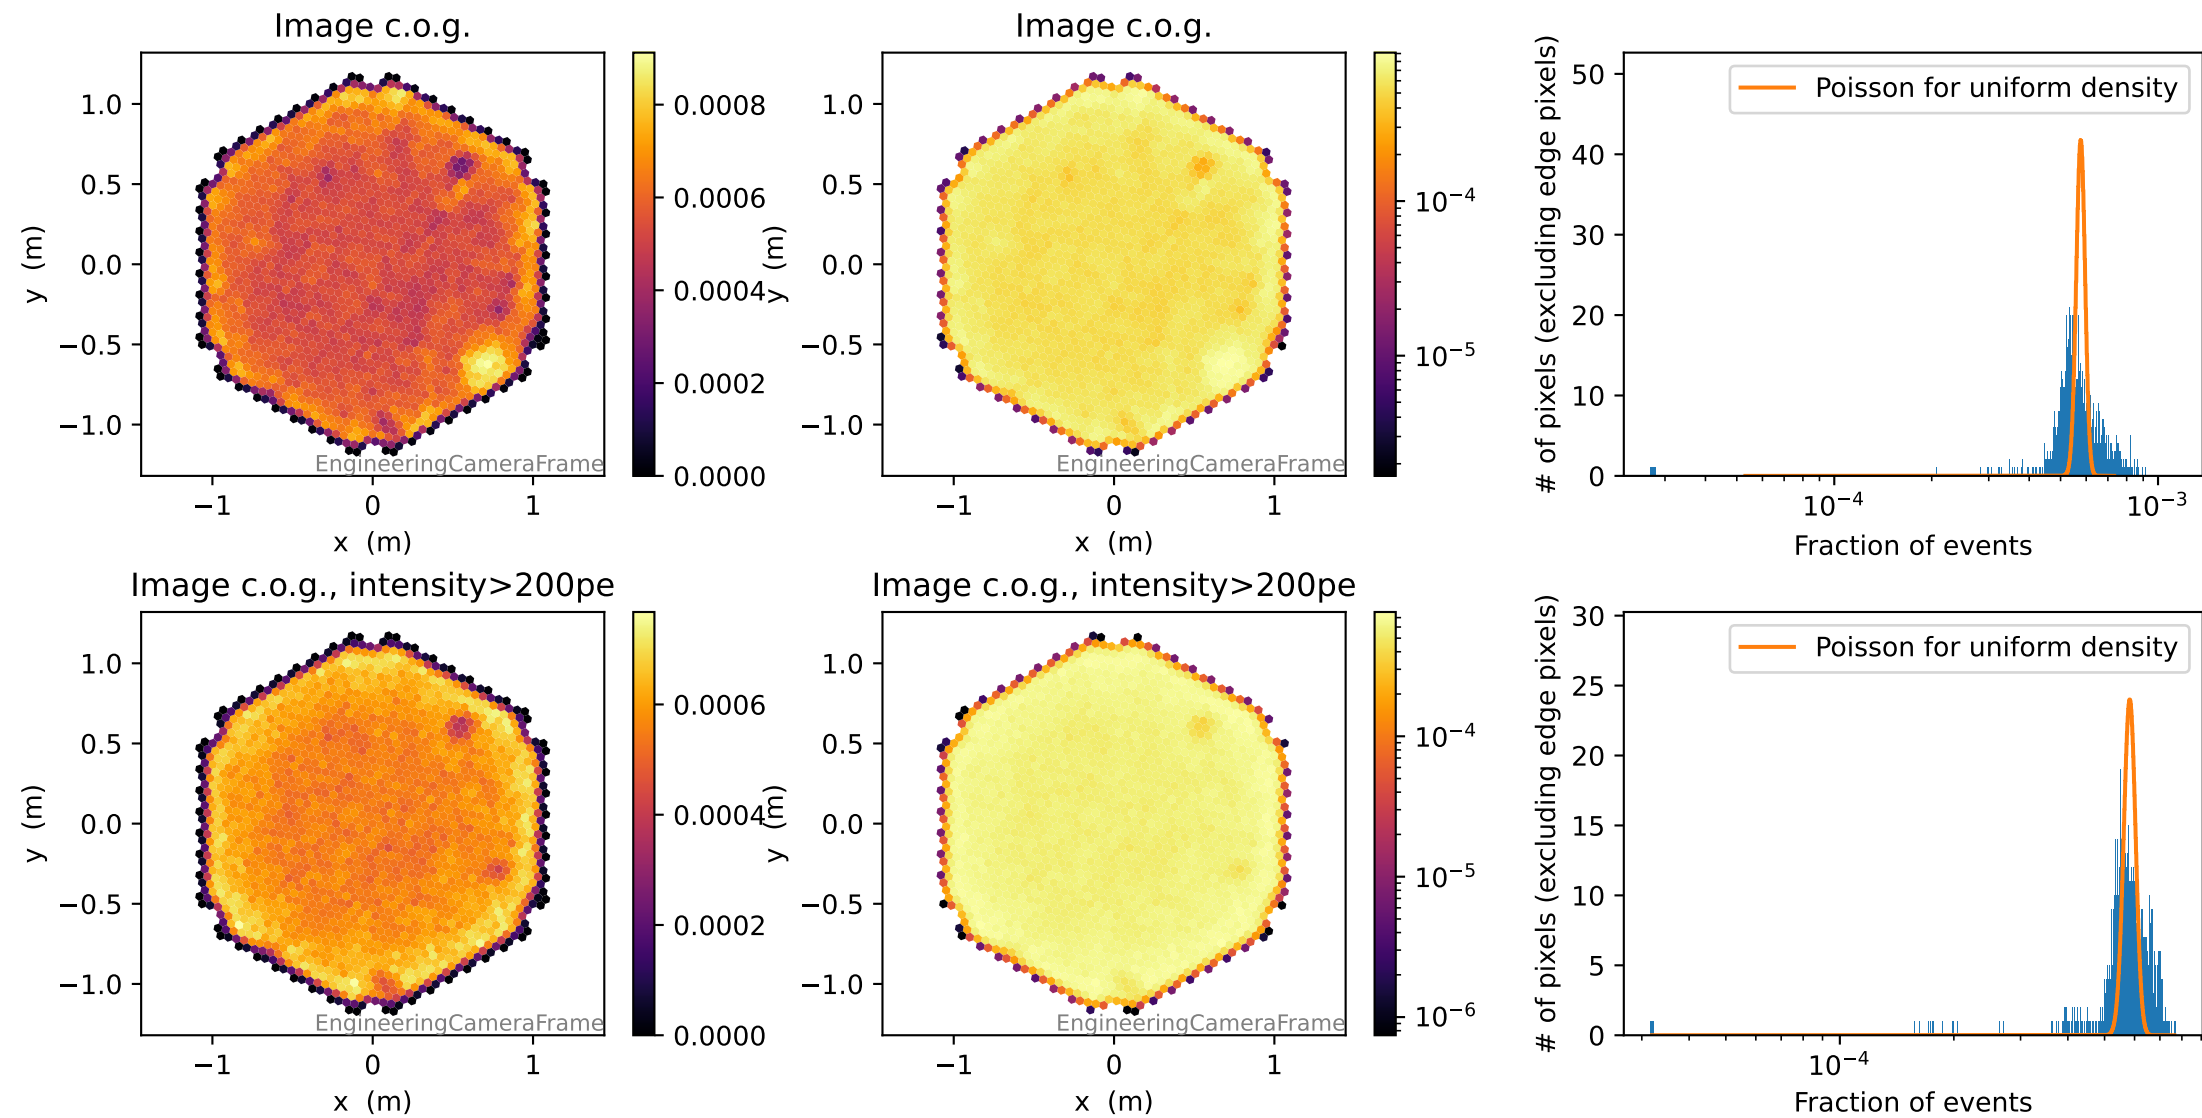 Image c.o.g.
1.0
0.5
0.0
−0.5
−1.0
y (m)
−1
0
1
x (m)
EngineeringCameraFrame
0.0008
0.0006
0.0004
0.0002
0.0000
Image c.o.g.
1.0
0.5
0.0
−0.5
−1.0
y (m)
−1
0
1
x (m)
EngineeringCameraFrame
10⁻⁴
10⁻⁵
50
40
30
20
10
0
# of pixels (excluding edge pixels)
Poisson for uniform density
10⁻⁴
10⁻³
Fraction of events
Image c.o.g., intensity>200pe
1.0
0.5
0.0
−0.5
−1.0
y (m)
−1
0
1
x (m)
EngineeringCameraFrame
0.0006
0.0004
0.0002
0.0000
Image c.o.g., intensity>200pe
1.0
0.5
0.0
−0.5
−1.0
y (m)
−1
0
1
x (m)
EngineeringCameraFrame
10⁻⁴
10⁻⁵
10⁻⁶
30
25
20
15
10
5
0
# of pixels (excluding edge pixels)
Poisson for uniform density
10⁻⁴
Fraction of events